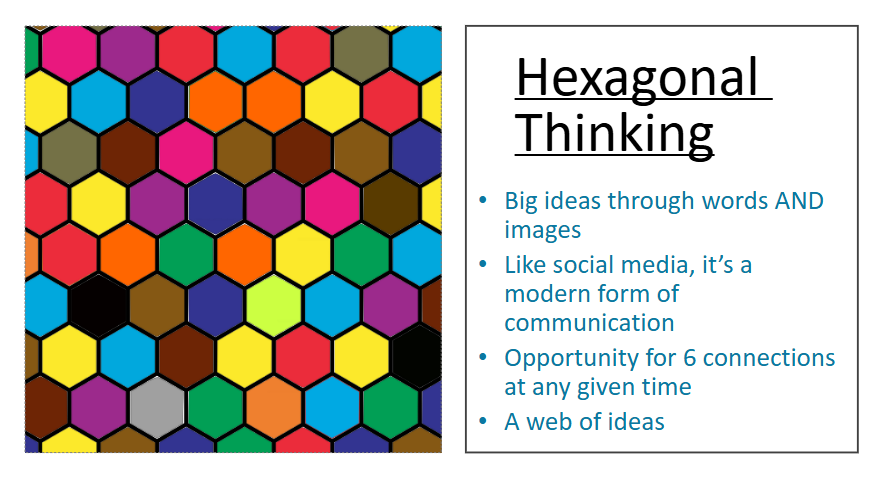 Hexagonal
Thinking
• Big ideas through words AND
images
• Like social media, it’s a
modern form of
communication
• Opportunity for 6 connections
at any given time
• A web of ideas